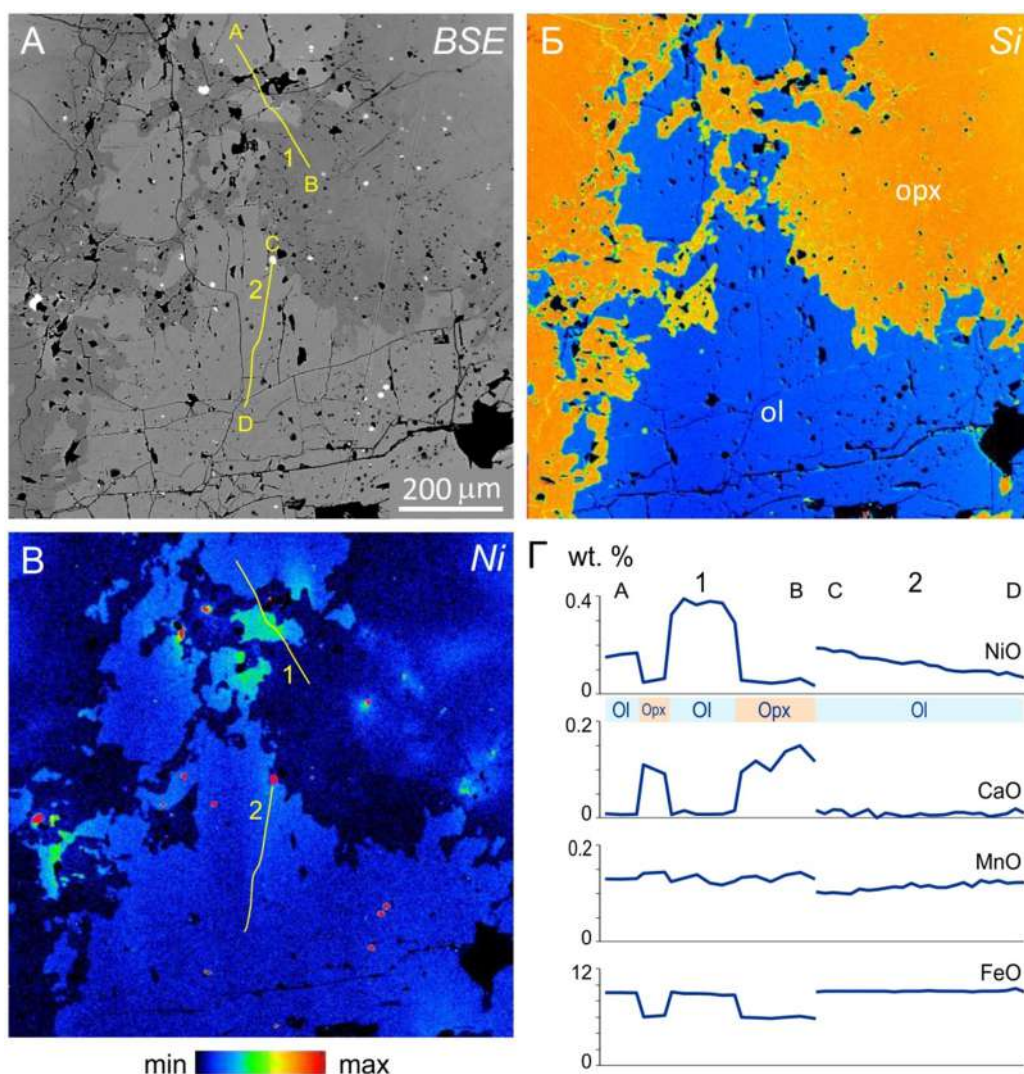 А BSE
A
1
B
C
2
D
200 µm
Б Si
opx
ol
В Ni
1
2
min max
Г wt. %
A 1 B C 2 D
0.4
NiO
0
Ol Opx Ol Opx Ol
0.2
CaO
0
0.2
MnO
0
12
FeO
0